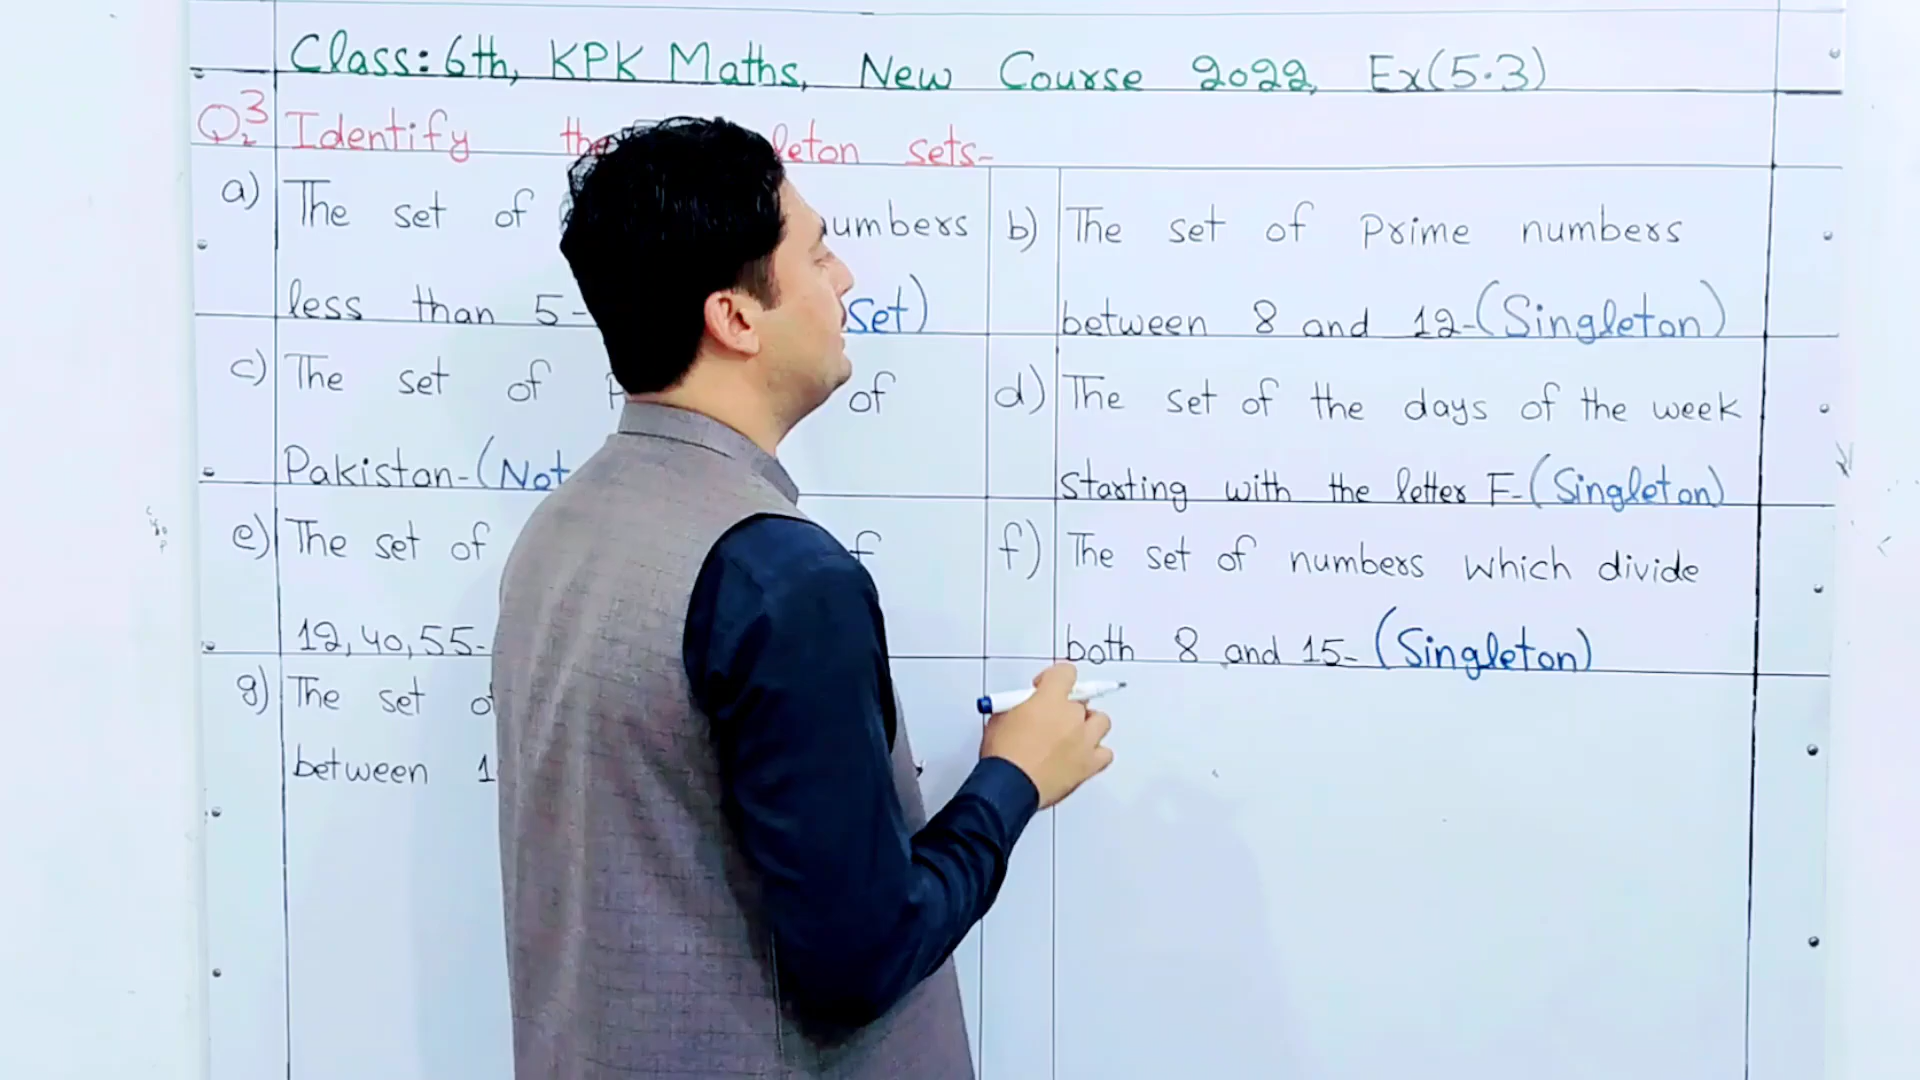 Class: 6th, KPK Maths, New Course 2022, Ex(5.3)
Q3 Identify sets-
a) The set of numbers
less than 5- set)
b) The set of Prime numbers
between 8 and 12-(Singleton)
c) The set of of
Pakistan-(Not
d) The set of the days of the week
starting with the letter F-(Singleton)
e) The set of
12,40,55-
f) The set of numbers which divide
both 8 and 15-(Singleton)
g) The set
between 1